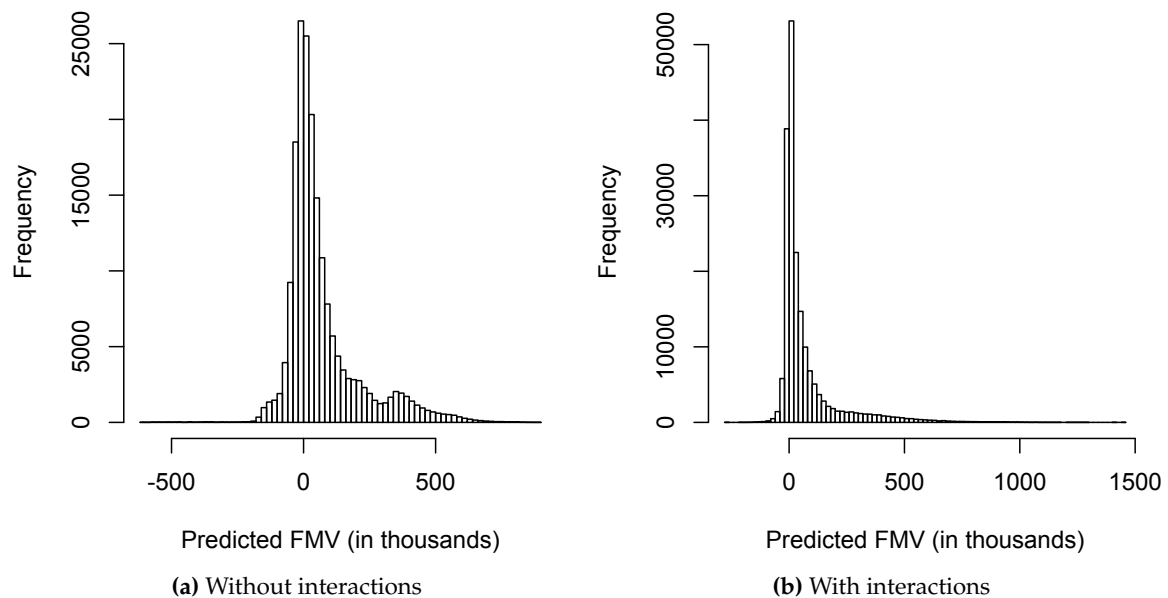 25000
15000
5000
0
Frequency
-500 0 500
Predicted FMV (in thousands)
(a) Without interactions
50000
30000
10000
0
Frequency
0 500 1000 1500
Predicted FMV (in thousands)
(b) With interactions